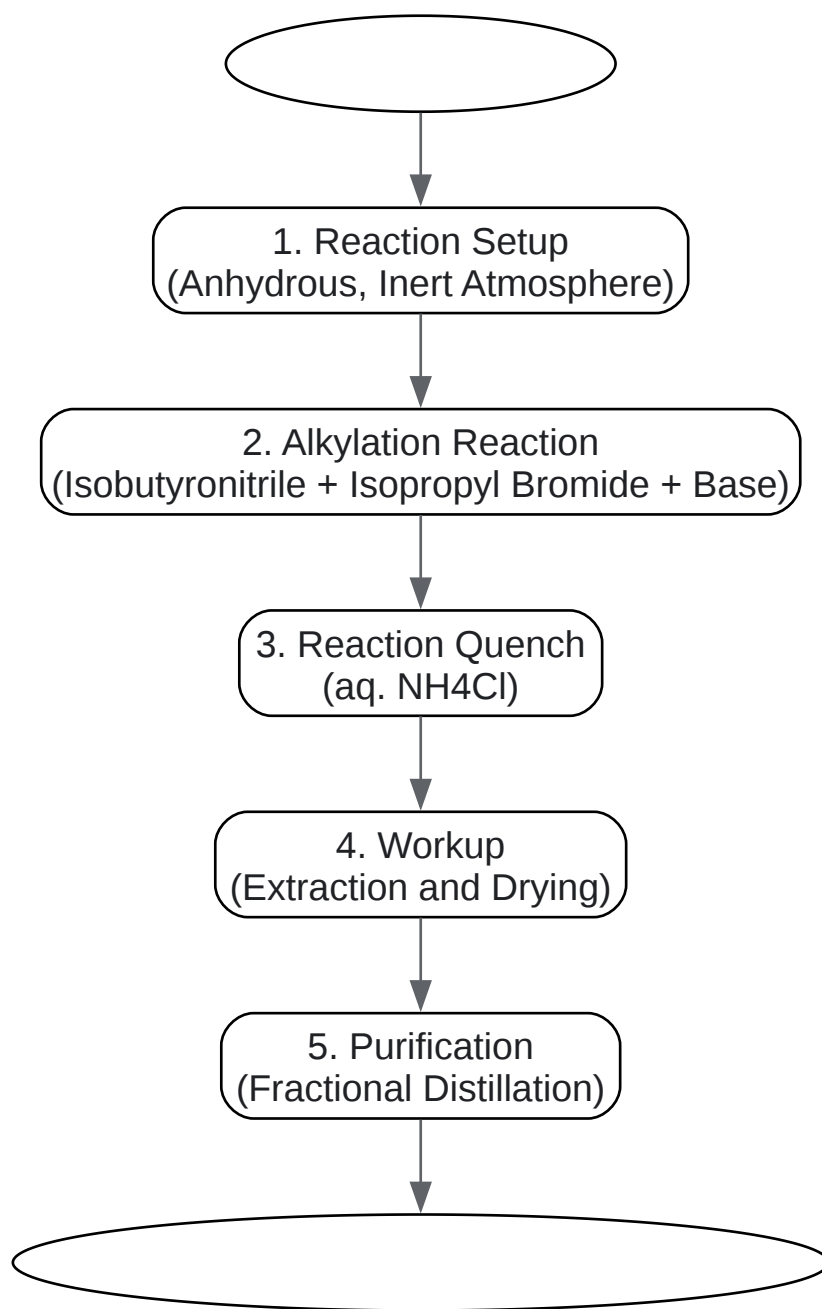 1. Reaction Setup
(Anhydrous, Inert Atmosphere)
2. Alkylation Reaction
(Isobutyronitrile + Isopropyl Bromide + Base)
3. Reaction Quench
(aq. NH4Cl)
4. Workup
(Extraction and Drying)
5. Purification
(Fractional Distillation)